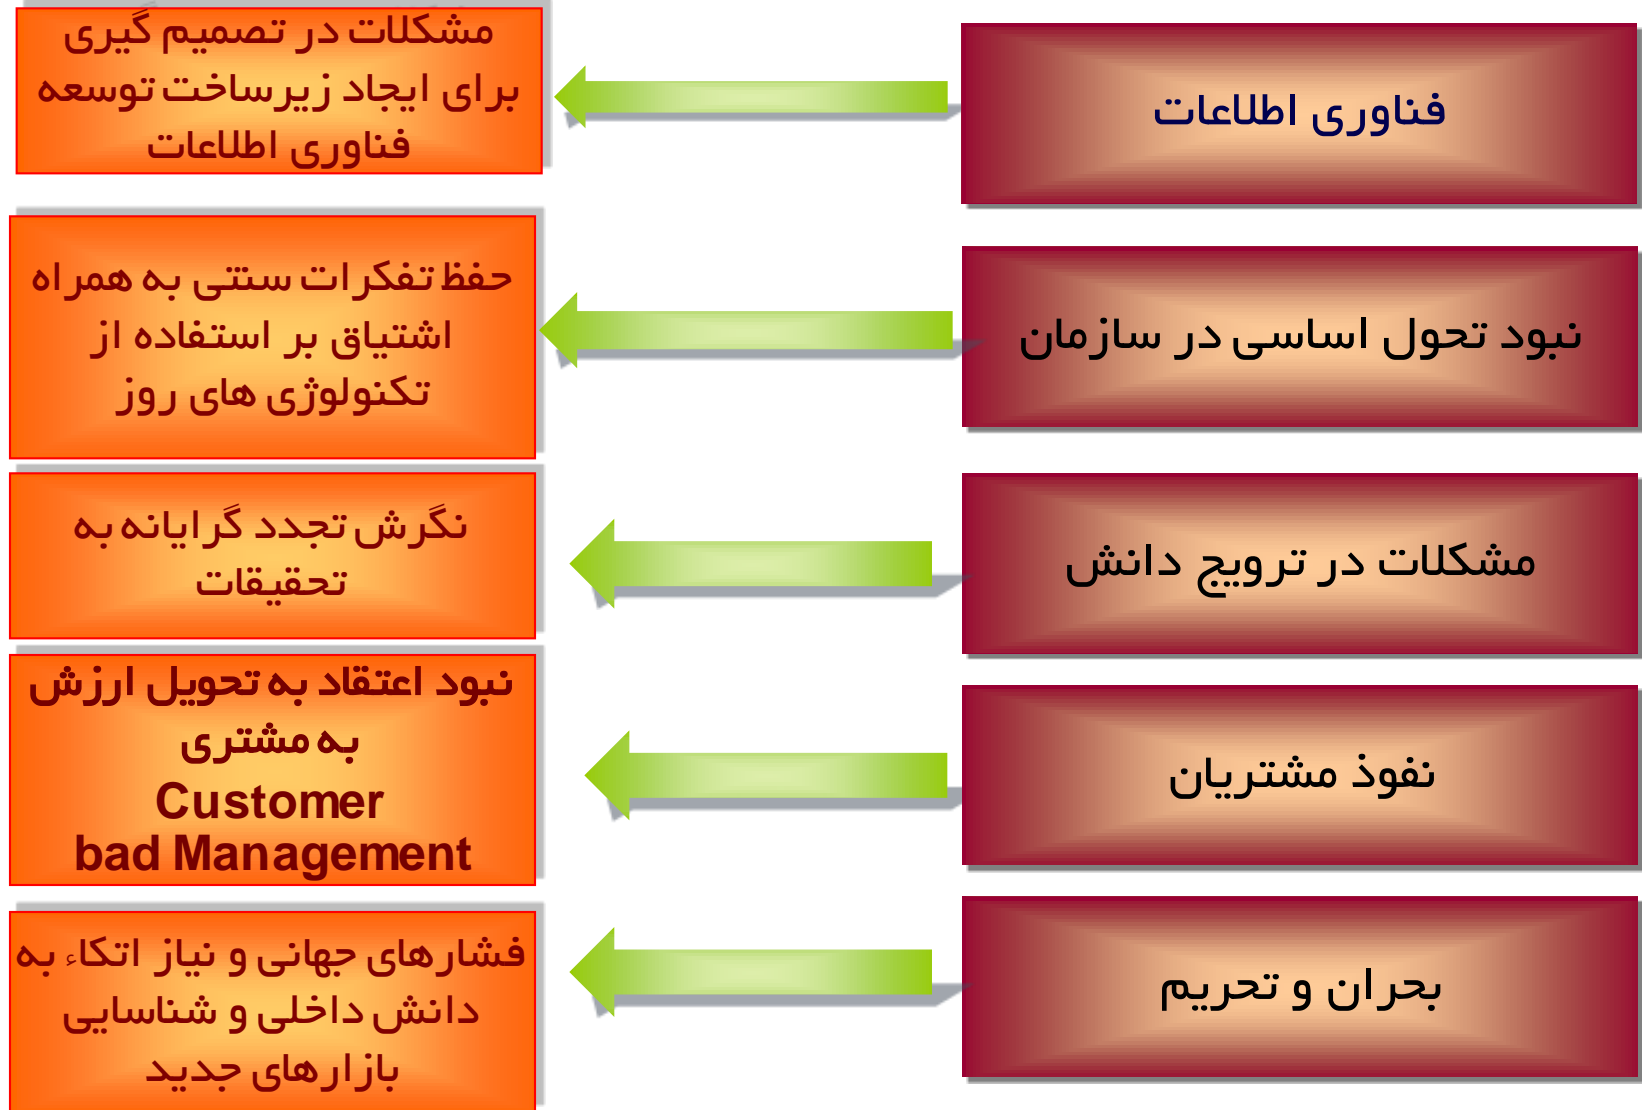 فناوری اطلاعات
مشکلات در تصمیم گیری
برای ایجاد زیرساخت توسعه
فناوری اطلاعات
نبود تحول اساسی در سازمان
حفظ تفکرات سنتی به همراه
اشتیاق بر استفاده از
تکنولوژی های روز
مشکلات در ترویج دانش
نگرش تجدد گرایانه به
تحقیقات
نفوذ مشتریان
نبود اعتقاد به تحویل ارزش
به مشتری
Customer
bad Management
بحران و تحریم
فشارهای جهانی و نیاز اتکاء به
دانش داخلی و شناسایی
بازارهای جدید